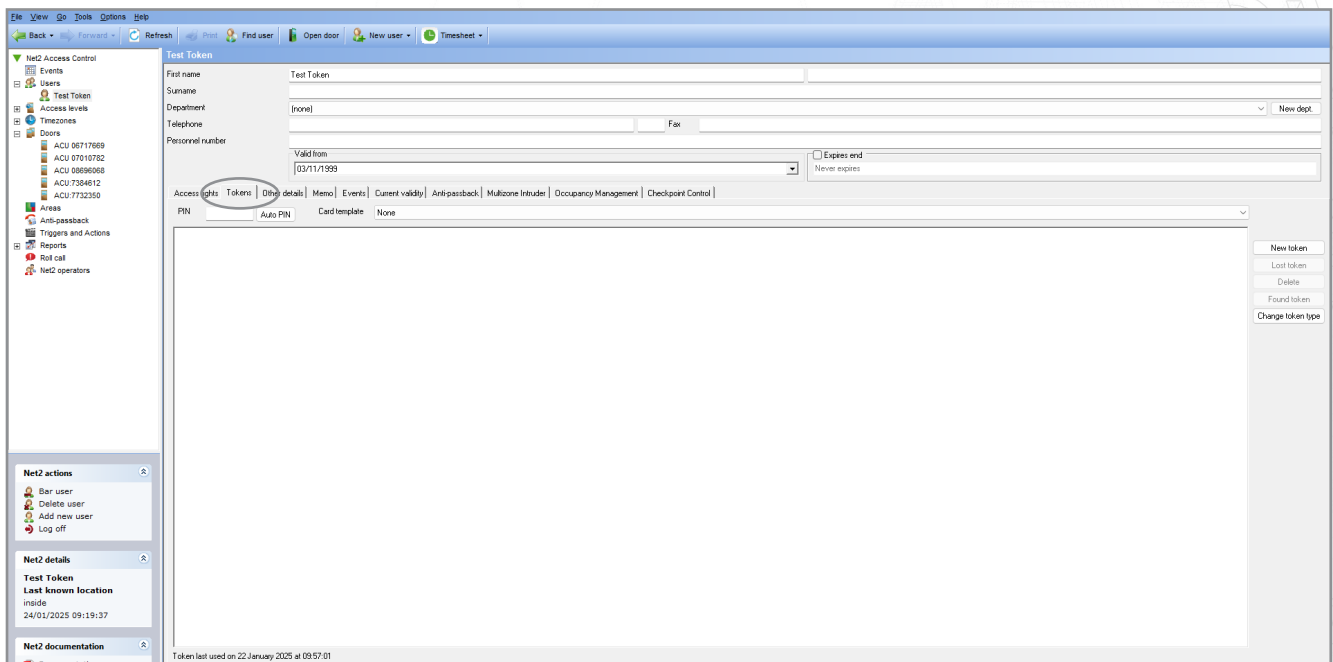 File View Go Tools Options Help
Back Forward Refresh Print Find user Open door New user Timesheet
Net2 Access Control
Events
Users
Test Token
Access levels
Timezones
Doors
ACU 06717669
ACU 07010782
ACU 08696068
ACU:7384612
ACU:7732350
Areas
Anti-passback
Triggers and Actions
Reports
Roll call
Net2 operators
Net2 actions
Bar user
Delete user
Add new user
Log off
Net2 details
Test Token
Last known location
inside
24/01/2025 09:19:37
Net2 documentation
Test Token
First name Test Token
Surname
Department (none) New dept.
Telephone Fax
Personnel number
Valid from Expires end
03/11/1999 Never expires
Access rights Tokens Other details Memo Events Current validity Anti-passback Multizone Intruder Occupancy Management Checkpoint Control
PIN Auto PIN Card template None
New token
Lost token
Delete
Found token
Change token type
Token last used on 22 January 2025 at 09:57:01